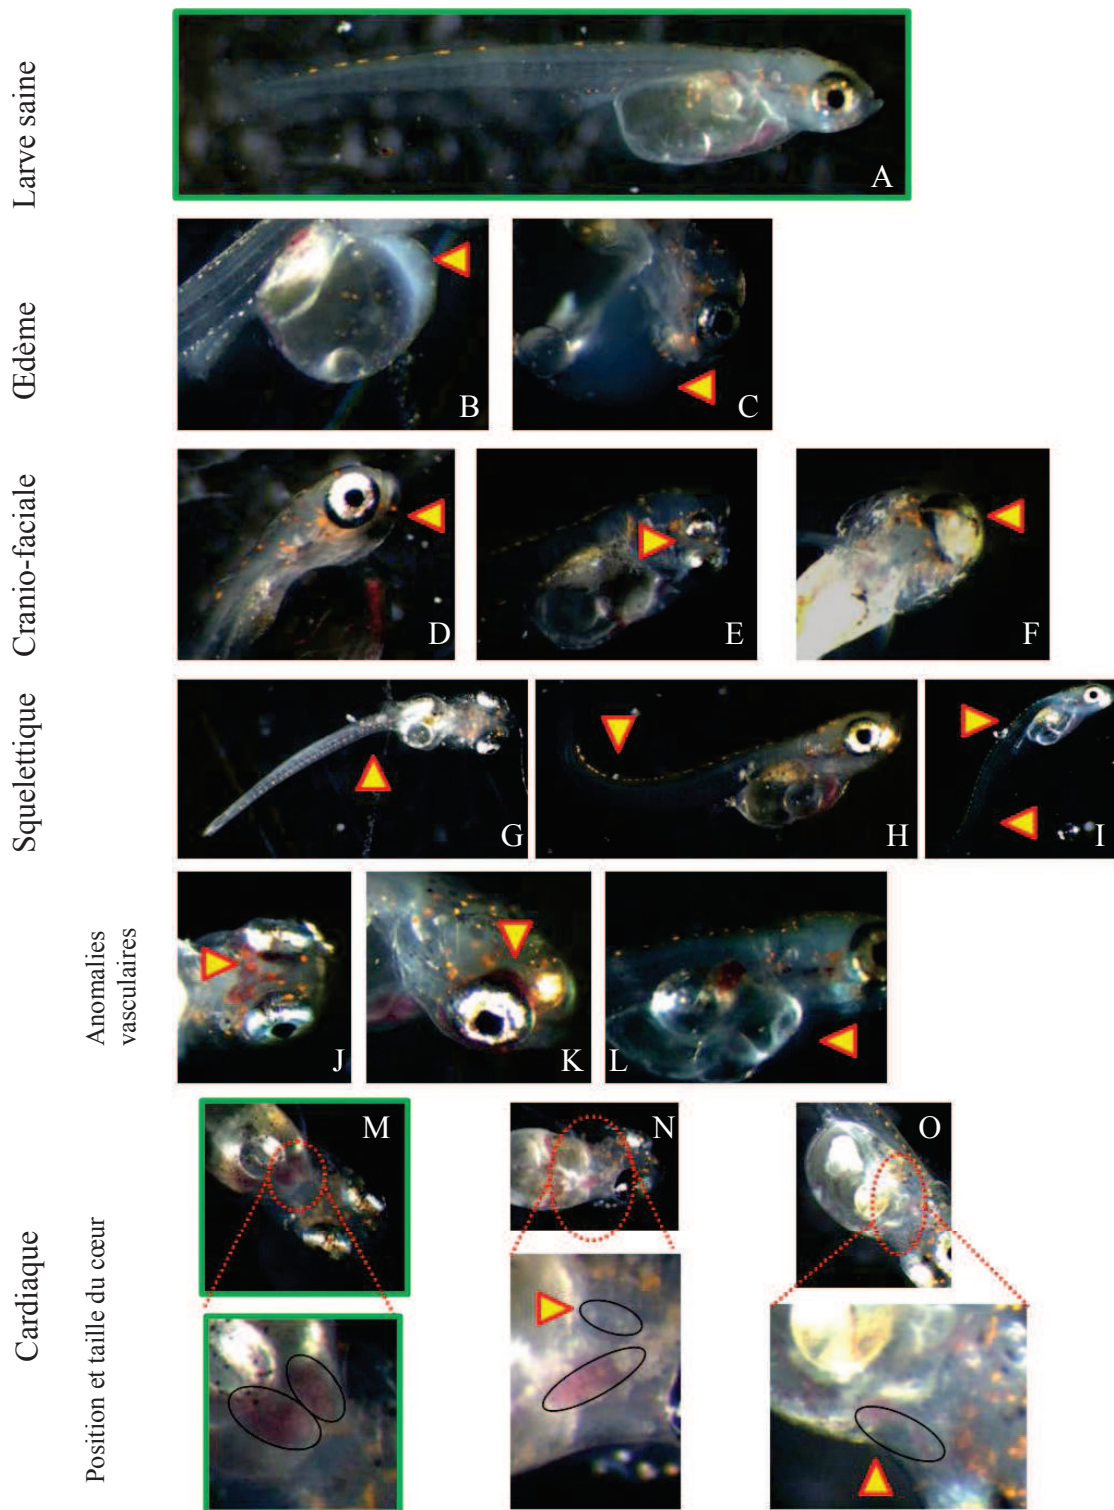 Larve saine
A
Œdème
B
C
Cranio-faciale
D
E
F
Squelettique
G
H
I
Anomalies
vasculaires
J
K
L
Cardiaque
Position et taille du cœur
M
N
O